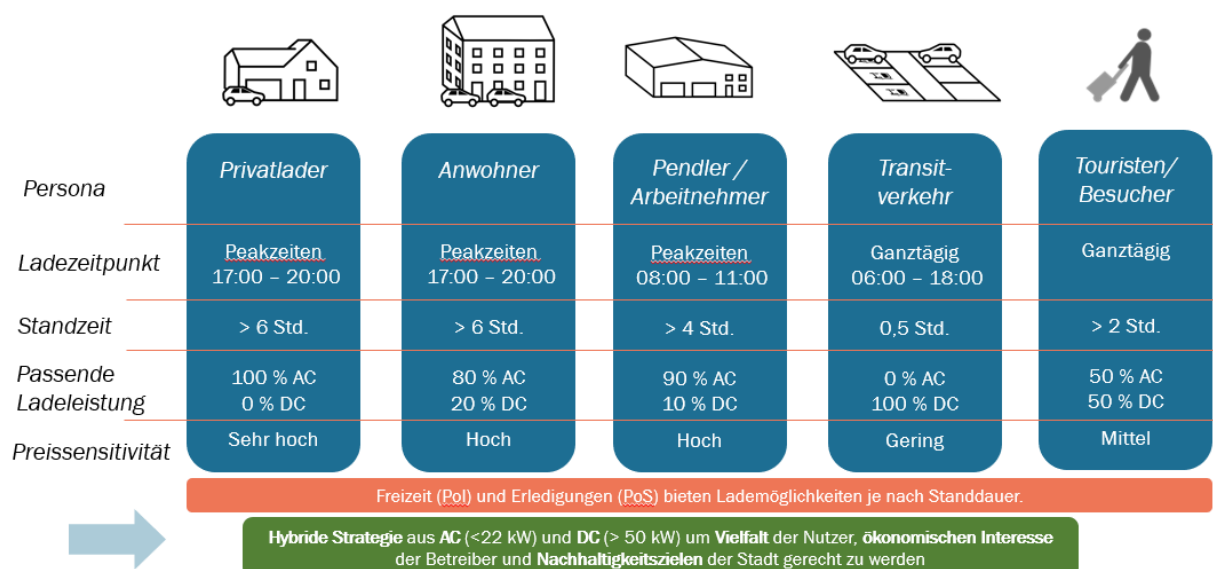 Persona
Privatlader
Anwohner
Pendler /
Arbeitnehmer
Transit-
verkehr
Touristen/
Besucher
Ladezeitpunkt
Peakzeiten
17:00 – 20:00
Peakzeiten
17:00 – 20:00
Peakzeiten
08:00 – 11:00
Ganztägig
06:00 – 18:00
Ganztägig
Standzeit
> 6 Std.
> 6 Std.
> 4 Std.
0,5 Std.
> 2 Std.
Passende
Ladeleistung
100 % AC
0 % DC
80 % AC
20 % DC
90 % AC
10 % DC
0 % AC
100 % DC
50 % AC
50 % DC
Preissensitivität
Sehr hoch
Hoch
Hoch
Gering
Mittel
Freizeit (PoI) und Erledigungen (PoS) bieten Lademöglichkeiten je nach Standdauer.
Hybride Strategie aus AC (<22 kW) und DC (> 50 kW) um Vielfalt der Nutzer, ökonomischen Interesse
der Betreiber und Nachhaltigkeitszielen der Stadt gerecht zu werden